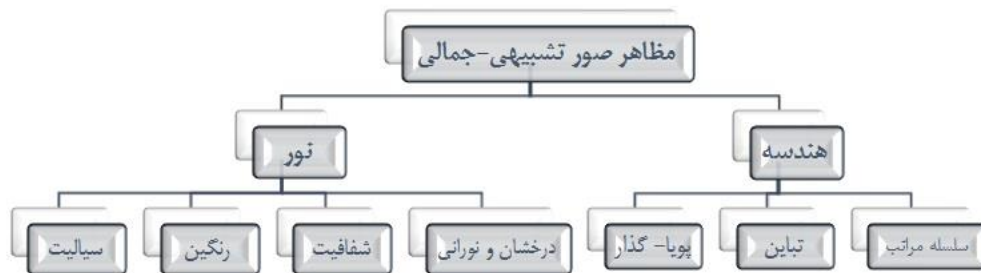 مظاهر صور تشبیهی-جمالی
هندسه
نور
سلسله مراتب
تباین
پویا- گذار
درخشان و نورانی
شفافیت
رنگین
سیالیت